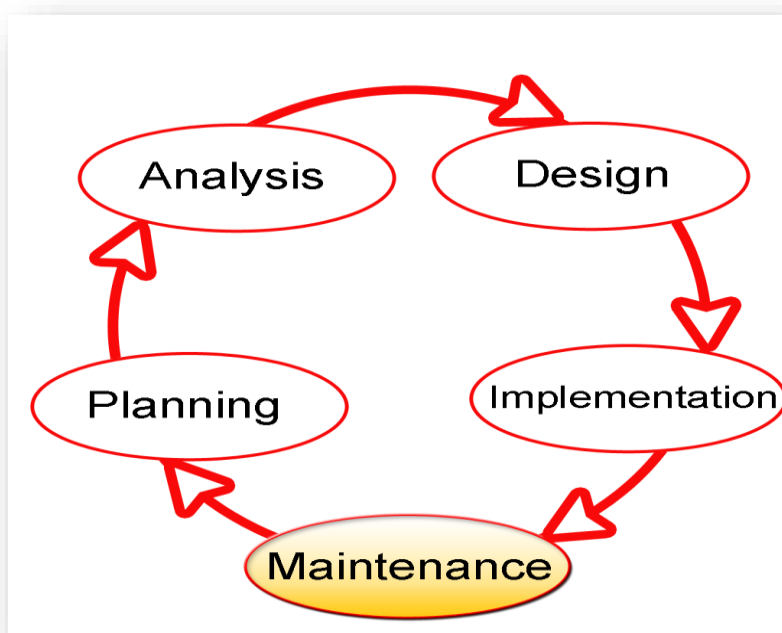 Analysis
Design
Planning
Implementation
Maintenance